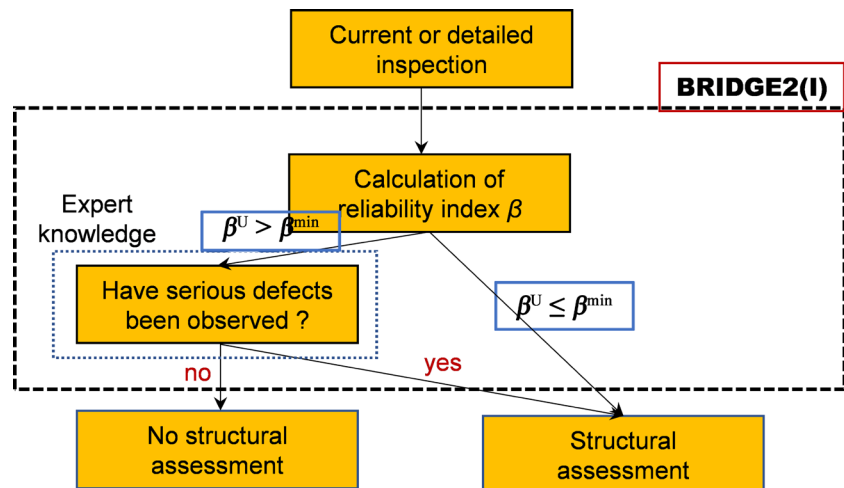 Current or detailed
inspection
BRIDGE2(I)
Calculation of
reliability index β
Expert
knowledge
βᵁ > βᵐⁱⁿ
Have serious defects
been observed ?
βᵁ ≤ βᵐⁱⁿ
no
yes
No structural
assessment
Structural
assessment